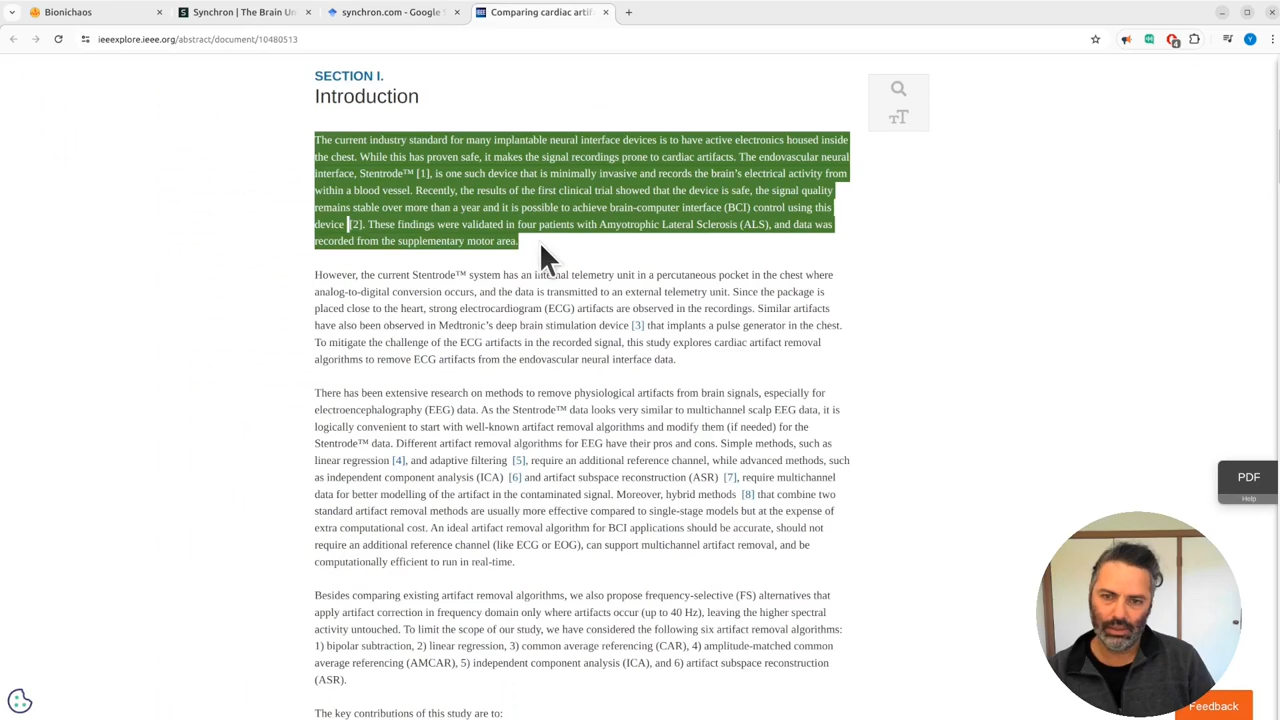 Bionichaos
Synchron | The Brain Un
synchron.com - Google S
Comparing cardiac artif
ieeexplore.ieee.org/abstract/document/10480513
4
Y
SECTION I.
Introduction
The current industry standard for many implantable neural interface devices is to have active electronics housed inside
the chest. While this has proven safe, it makes the signal recordings prone to cardiac artifacts. The endovascular neural
interface, Stentrode™ [1], is one such device that is minimally invasive and records the brain’s electrical activity from
within a blood vessel. Recently, the results of the first clinical trial showed that the device is safe, the signal quality
remains stable over more than a year and it is possible to achieve brain-computer interface (BCI) control using this
device [2]. These findings were validated in four patients with Amyotrophic Lateral Sclerosis (ALS), and data was
recorded from the supplementary motor area.
However, the current Stentrode™ system has an internal telemetry unit in a percutaneous pocket in the chest where
analog-to-digital conversion occurs, and the data is transmitted to an external telemetry unit. Since the package is
placed close to the heart, strong electrocardiogram (ECG) artifacts are observed in the recordings. Similar artifacts
have also been observed in Medtronic’s deep brain stimulation device [3] that implants a pulse generator in the chest.
To mitigate the challenge of the ECG artifacts in the recorded signal, this study explores cardiac artifact removal
algorithms to remove ECG artifacts from the endovascular neural interface data.
There has been extensive research on methods to remove physiological artifacts from brain signals, especially for
electroencephalography (EEG) data. As the Stentrode™ data looks very similar to multichannel scalp EEG data, it is
logically convenient to start with well-known artifact removal algorithms and modify them (if needed) for the
Stentrode™ data. Different artifact removal algorithms for EEG have their pros and cons. Simple methods, such as
linear regression [4], and adaptive filtering [5], require an additional reference channel, while advanced methods, such
as independent component analysis (ICA) [6] and artifact subspace reconstruction (ASR) [7], require multichannel
data for better modelling of the artifact in the contaminated signal. Moreover, hybrid methods [8] that combine two
standard artifact removal methods are usually more effective compared to single-stage models but at the expense of
extra computational cost. An ideal artifact removal algorithm for BCI applications should be accurate, should not
require an additional reference channel (like ECG or EOG), can support multichannel artifact removal, and be
computationally efficient to run in real-time.
Besides comparing existing artifact removal algorithms, we also propose frequency-selective (FS) alternatives that
apply artifact correction in frequency domain only where artifacts occur (up to 40 Hz), leaving the higher spectral
activity untouched. To limit the scope of our study, we have considered the following six artifact removal algorithms:
1) bipolar subtraction, 2) linear regression, 3) common average referencing (CAR), 4) amplitude-matched common
average referencing (AMCAR), 5) independent component analysis (ICA), and 6) artifact subspace reconstruction
(ASR).
The key contributions of this study are to:
PDF
Help
Feedback